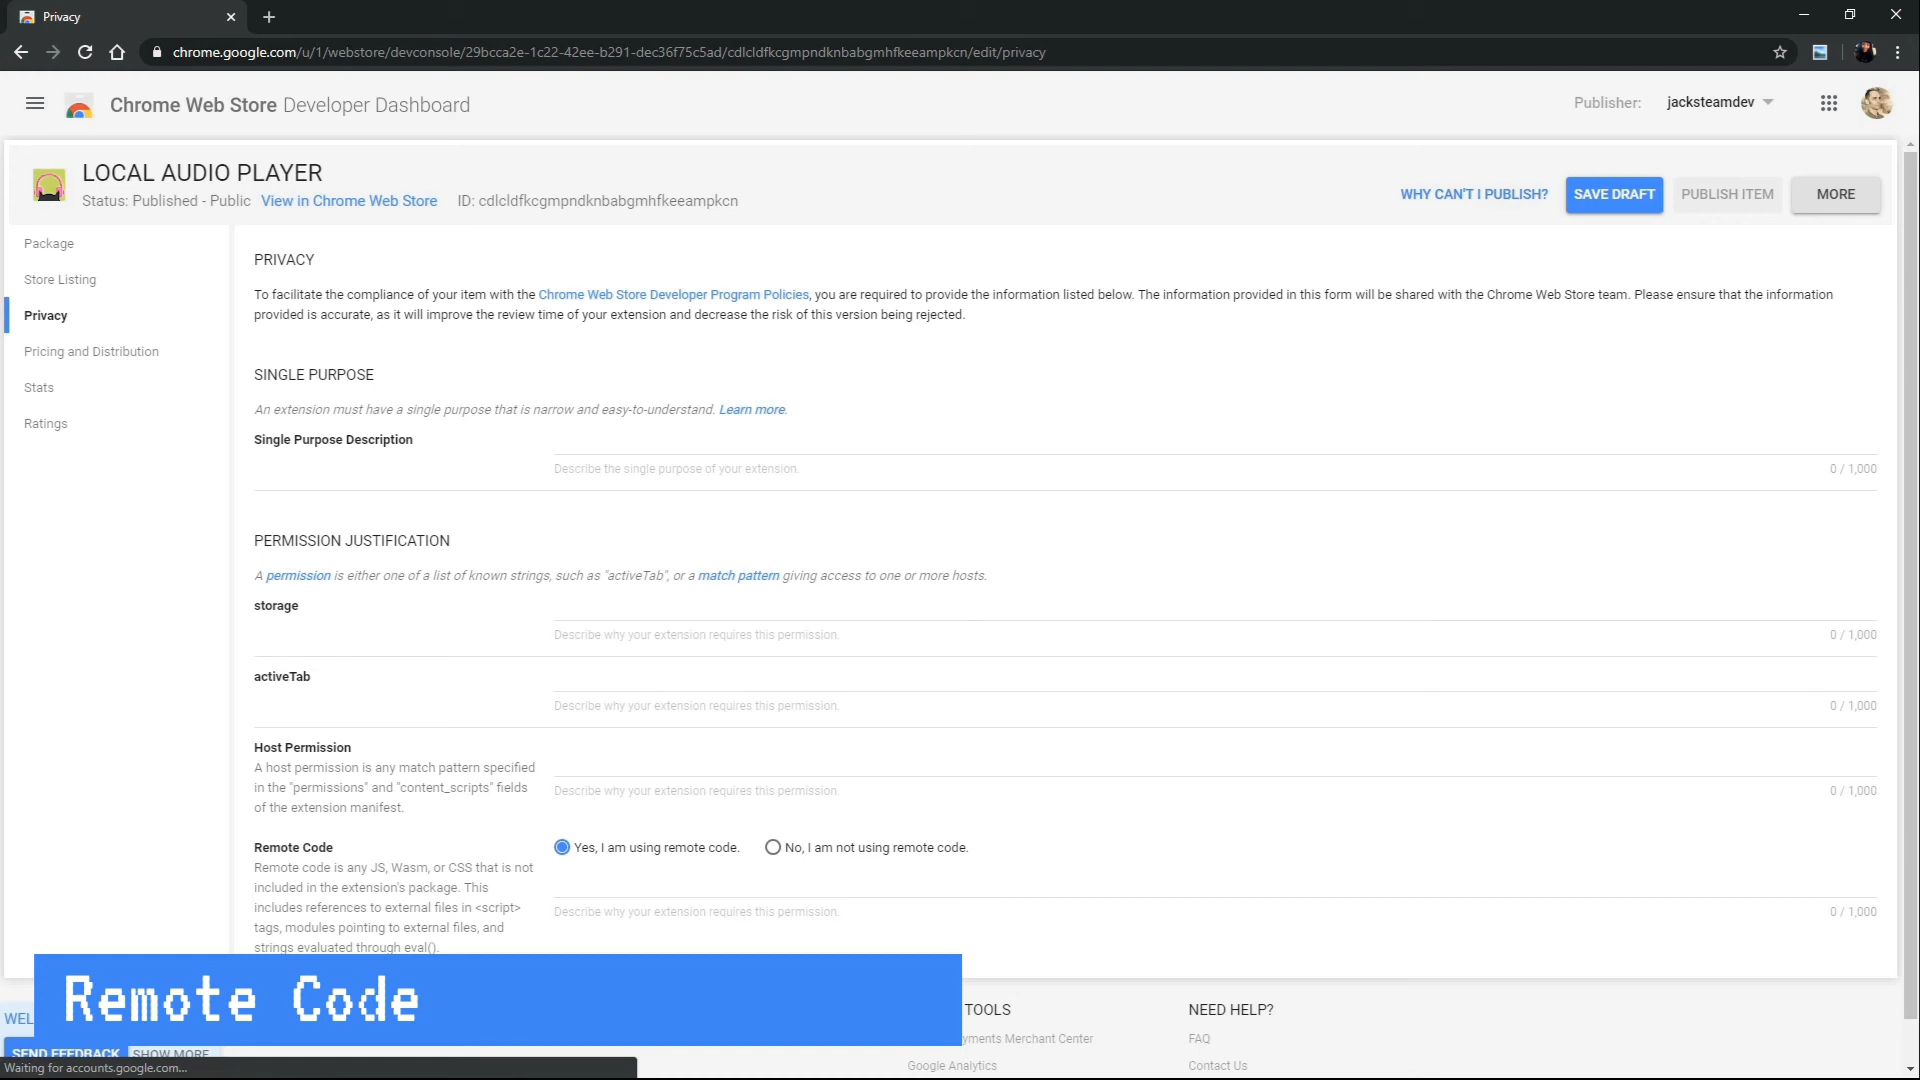 Privacy
chrome.google.com/u/1/webstore/devconsole/29bcca2e-1c22-42ee-b291-dec36f75c5ad/cdlcldfkcgmpndknbabgmhfkeeampkcn/edit/privacy
Chrome Web Store Developer Dashboard
Publisher: jacksteamdev
LOCAL AUDIO PLAYER
Status: Published - Public View in Chrome Web Store ID: cdlcldfkcgmpndknbabgmhfkeeampkcn
WHY CAN'T I PUBLISH? SAVE DRAFT PUBLISH ITEM MORE
Package
Store Listing
Privacy
Pricing and Distribution
Stats
Ratings
PRIVACY
To facilitate the compliance of your item with the Chrome Web Store Developer Program Policies, you are required to provide the information listed below. The information provided in this form will be shared with the Chrome Web Store team. Please ensure that the information
provided is accurate, as it will improve the review time of your extension and decrease the risk of this version being rejected.
SINGLE PURPOSE
An extension must have a single purpose that is narrow and easy-to-understand. Learn more.
Single Purpose Description
Describe the single purpose of your extension. 0 / 1,000
PERMISSION JUSTIFICATION
A permission is either one of a list of known strings, such as "activeTab", or a match pattern giving access to one or more hosts.
storage
Describe why your extension requires this permission. 0 / 1,000
activeTab
Describe why your extension requires this permission. 0 / 1,000
Host Permission
A host permission is any match pattern specified
in the "permissions" and "content_scripts" fields
of the extension manifest.
Describe why your extension requires this permission. 0 / 1,000
Remote Code
Yes, I am using remote code. No, I am not using remote code.
Remote code is any JS, Wasm, or CSS that is not
included in the extension's package. This
includes references to external files in <script>
tags, modules pointing to external files, and
strings evaluated through eval().
Describe why your extension requires this permission. 0 / 1,000
Remote Code
WEL
SEND FEEDBACK SHOW MORE
TOOLS
yments Merchant Center
Google Analytics
NEED HELP?
FAQ
Contact Us
Waiting for accounts.google.com...